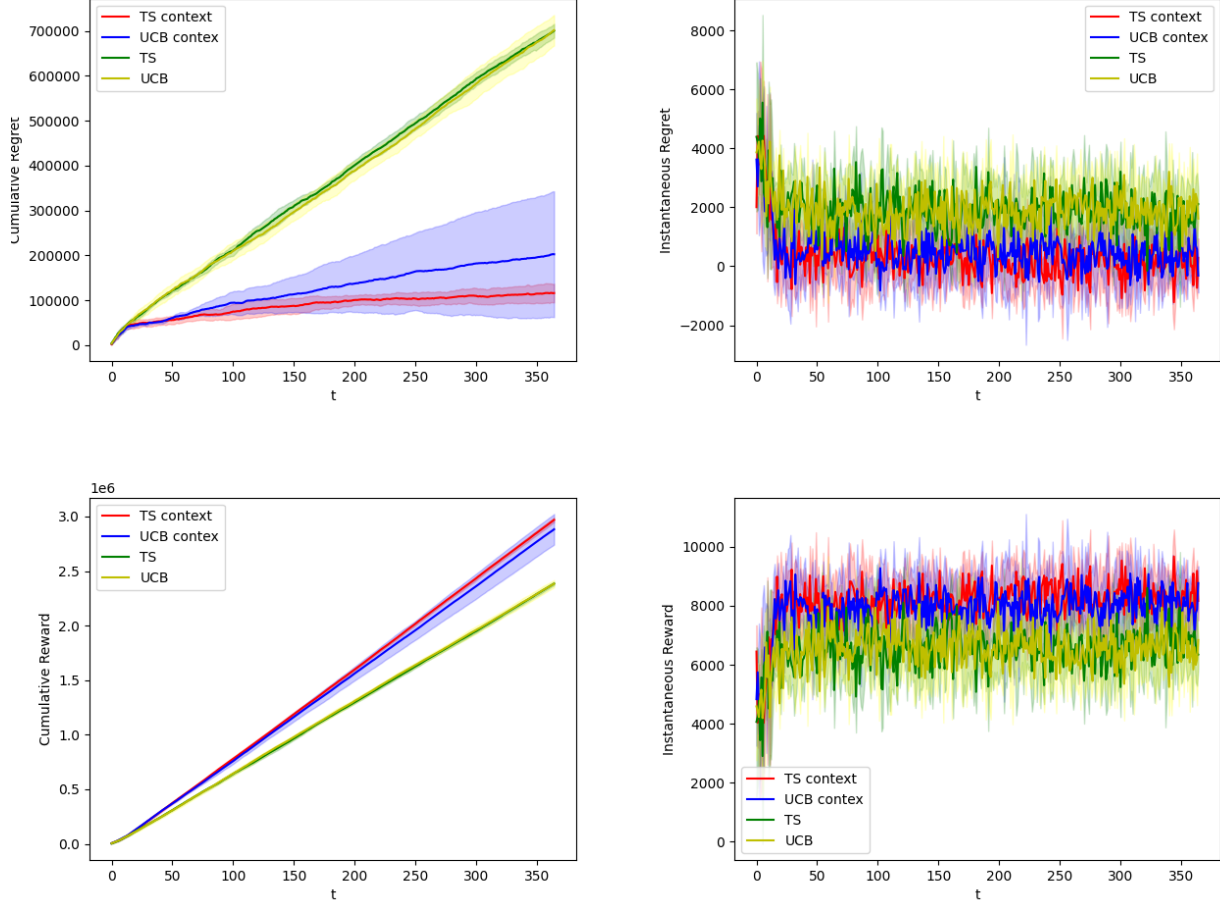 TS context
UCB contex
TS
UCB
700000
600000
500000
400000
300000
200000
100000
0
Cumulative Regret
0 50 100 150 200 250 300 350
t
TS context
UCB contex
TS
UCB
8000
6000
4000
2000
0
−2000
Instantaneous Regret
0 50 100 150 200 250 300 350
t
1e6
TS context
UCB contex
TS
UCB
3.0
2.5
2.0
1.5
1.0
0.5
0.0
Cumulative Reward
0 50 100 150 200 250 300 350
t
10000
8000
6000
4000
2000
0
Instantaneous Reward
TS context
UCB contex
TS
UCB
0 50 100 150 200 250 300 350
t